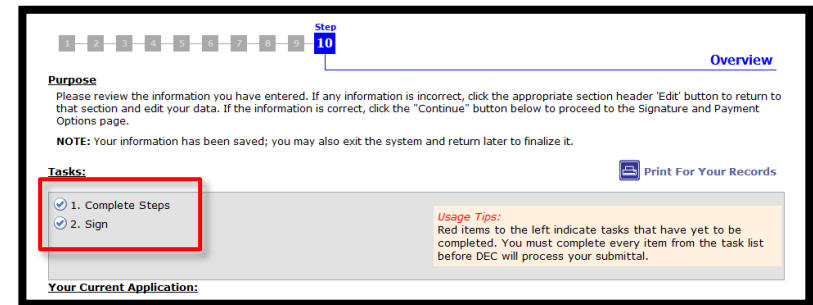 Step
1 2 3 4 5 6 7 8 9 10
Overview
Purpose
Please review the information you have entered. If any information is incorrect, click the appropriate section header 'Edit' button to return to
that section and edit your data. If the information is correct, click the "Continue" button below to proceed to the Signature and Payment
Options page.
NOTE: Your information has been saved; you may also exit the system and return later to finalize it.
Tasks:
Print For Your Records
1. Complete Steps
2. Sign
Usage Tips:
Red items to the left indicate tasks that have yet to be
completed. You must complete every item from the task list
before DEC will process your submittal.
Your Current Application: